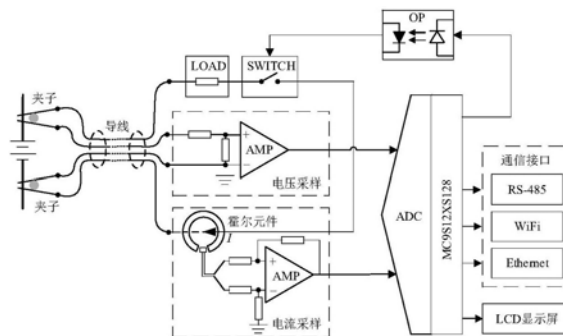 OP
LOAD
SWITCH
夹子
导线
+
−
AMP
电压采样
夹子
霍尔元件
I
+
−
AMP
电流采样
ADC
MC9S12XS128
通信接口
RS-485
WiFi
Ethernet
LCD显示屏